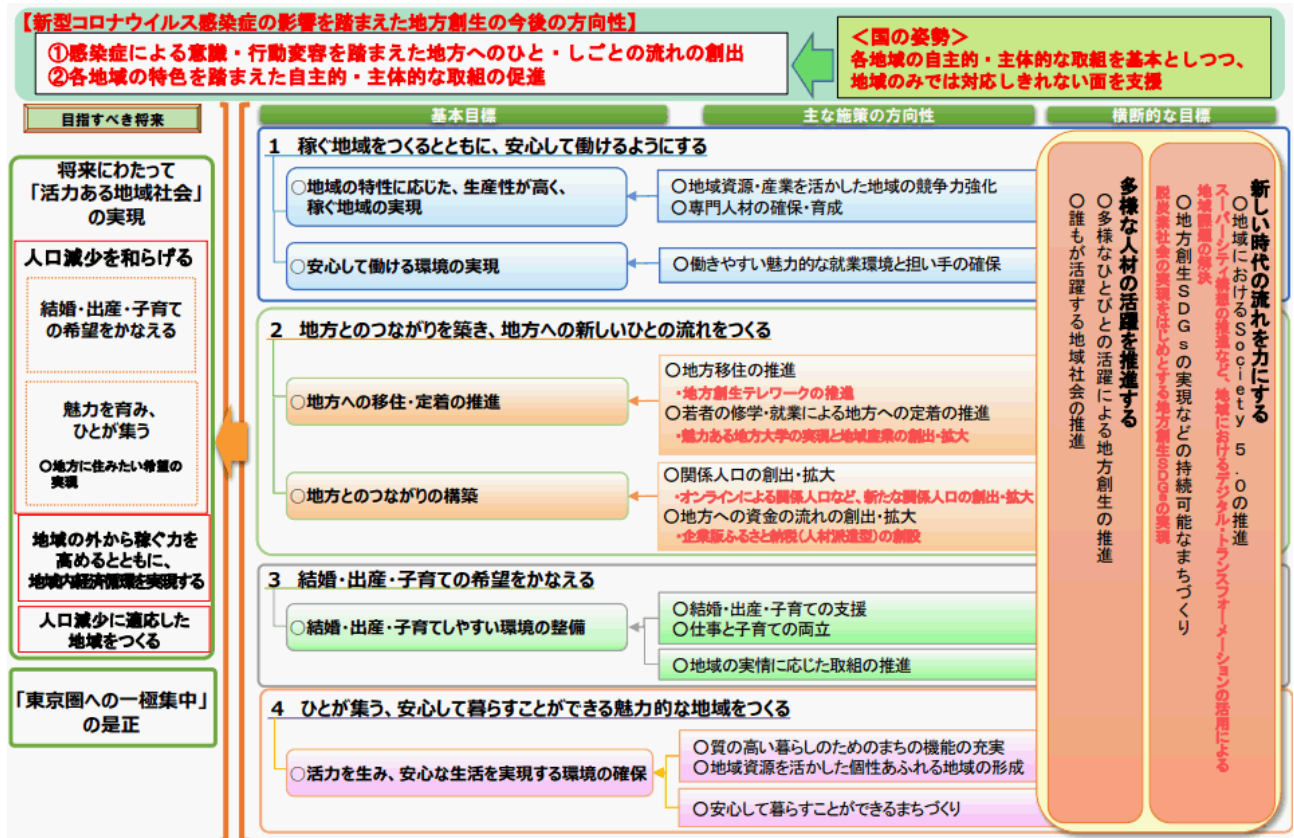 【新型コロナウイルス感染症の影響を踏まえた地方創生の今後の方向性】
①感染症による意識・行動変容を踏まえた地方へのひと・しごとの流れの創出
②各地域の特色を踏まえた自主的・主体的な取組の促進
＜国の姿勢＞
各地域の自主的・主体的な取組を基本としつつ、
地域のみでは対応しきれない面を支援
目指すべき将来
将来にわたって
「活力ある地域社会」
の実現
人口減少を和らげる
結婚・出産・子育て
の希望をかなえる
魅力を育み、
ひとが集う
○地方に住みたい希望の
実現
地域の外から稼ぐ力を
高めるとともに、
地域内経済循環を実現する
人口減少に適応した
地域をつくる
「東京圏への一極集中」
の是正
基本目標
主な施策の方向性
横断的な目標
1 稼ぐ地域をつくるとともに、安心して働けるようにする
○地域の特性に応じた、生産性が高く、
稼ぐ地域の実現
○地域資源・産業を活かした地域の競争力強化
○専門人材の確保・育成
○安心して働ける環境の実現
○働きやすい魅力的な就業環境と担い手の確保
2 地方とのつながりを築き、地方への新しいひとの流れをつくる
○地方への移住・定着の推進
○地方移住の推進
・地方創生テレワークの推進
○若者の修学・就業による地方への定着の推進
・魅力ある地方大学の実現と地域産業の創出・拡大
○地方とのつながりの構築
○関係人口の創出・拡大
・オンラインによる関係人口など、新たな関係人口の創出・拡大
○地方への資金の流れの創出・拡大
・企業版ふるさと納税（人材派遣型）の創設
3 結婚・出産・子育ての希望をかなえる
○結婚・出産・子育てしやすい環境の整備
○結婚・出産・子育ての支援
○仕事と子育ての両立
○地域の実情に応じた取組の推進
4 ひとが集う、安心して暮らすことができる魅力的な地域をつくる
○活力を生み、安心な生活を実現する環境の確保
○質の高い暮らしのためのまちの機能の充実
○地域資源を活かした個性あふれる地域の形成
○安心して暮らすことができるまちづくり
新しい時代の流れを力にする
○地域におけるＳｏｃｉｅｔｙ　５．０の推進
スーパーシティ構想の推進など、地域におけるデジタル・トランスフォーメーションの活用による
地域課題の解決
○地方創生ＳＤＧｓの実現などの持続可能なまちづくり
脱炭素社会の実現をはじめとする地方創生SDGsの実現
多様な人材の活躍を推進する
○多様なひとびとの活躍による地方創生の推進
○誰もが活躍する地域社会の推進